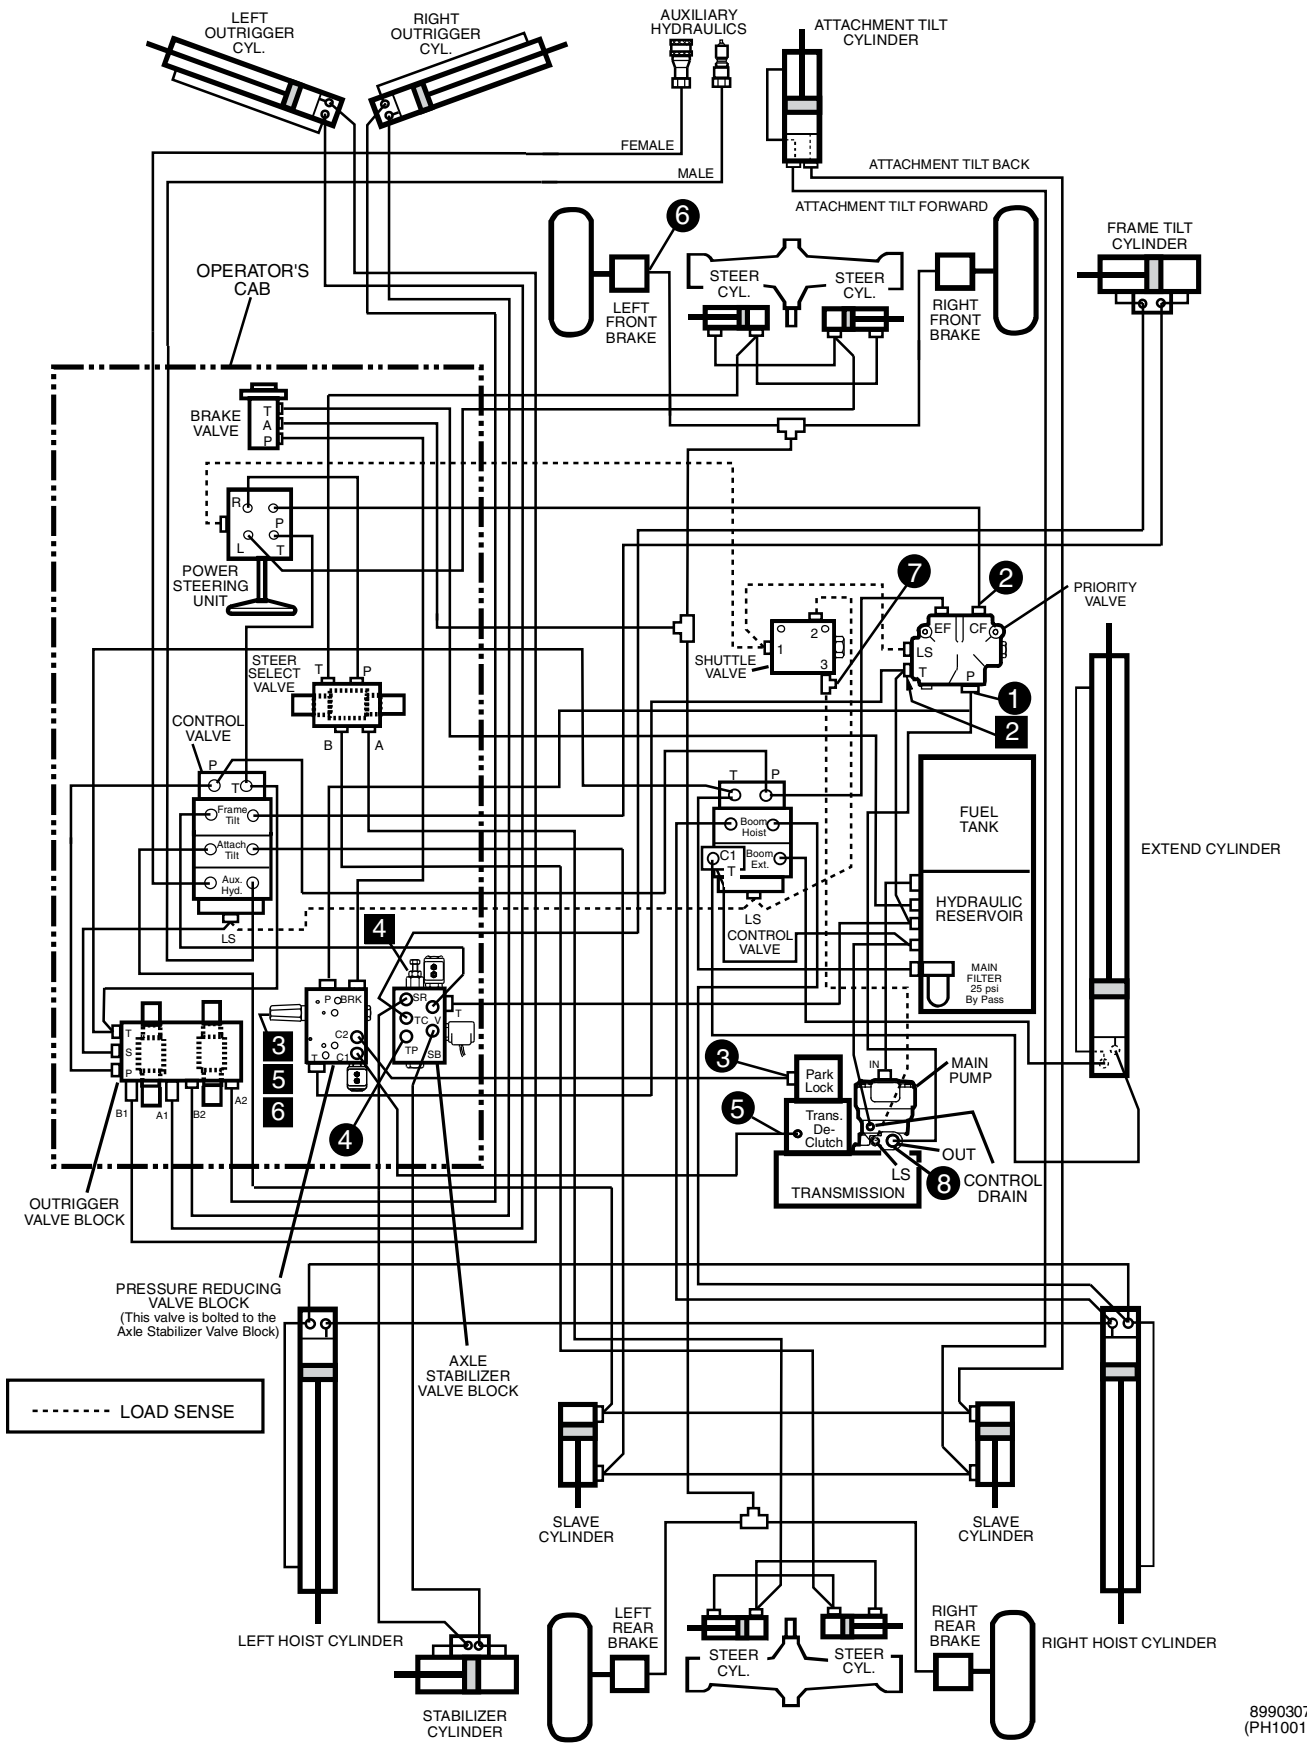 LEFT
OUTRIGGER
CYL.
RIGHT
OUTRIGGER
CYL.
AUXILIARY
HYDRAULICS
ATTACHMENT TILT
CYLINDER
FEMALE
MALE
ATTACHMENT TILT BACK
ATTACHMENT TILT FORWARD
6
FRAME TILT
CYLINDER
OPERATOR'S
CAB
STEER
CYL.
STEER
CYL.
LEFT
FRONT
BRAKE
RIGHT
FRONT
BRAKE
BRAKE
VALVE
T
A
P
R
P
L
T
POWER
STEERING
UNIT
7
2
PRIORITY
VALVE
EF
CF
LS
T
P
1
2
3
SHUTTLE
VALVE
1
2
STEER
SELECT
VALVE
T
P
B
A
CONTROL
VALVE
P
T
Frame
Tilt
Attach
Tilt
Aux.
Hyd.
LS
T
P
Boom
Hoist
C1
T
Boom
Ext.
LS
CONTROL
VALVE
FUEL
TANK
HYDRAULIC
RESERVOIR
MAIN
FILTER
25 psi
By Pass
EXTEND CYLINDER
4
P
BRK
C2
C1
T
SR
TC
V
TP
SB
T
3
5
6
4
T
S
P
B1
A1
B2
A2
3
Park
Lock
IN
MAIN
PUMP
5
Trans.
De-
Clutch
OUT
LS
8
CONTROL
DRAIN
TRANSMISSION
OUTRIGGER
VALVE BLOCK
PRESSURE REDUCING
VALVE BLOCK
(This valve is bolted to the
Axle Stabilizer Valve Block)
AXLE
STABILIZER
VALVE BLOCK
LOAD SENSE
SLAVE
CYLINDER
SLAVE
CYLINDER
LEFT HOIST CYLINDER
LEFT
REAR
BRAKE
RIGHT
REAR
BRAKE
RIGHT HOIST CYLINDER
STEER
CYL.
STEER
CYL.
STABILIZER
CYLINDER
8990307
(PH1001